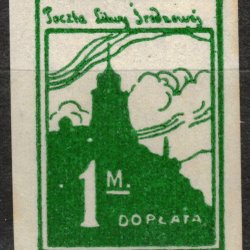 Poczta Litwy Środkowej
1 M.
DOPŁATA